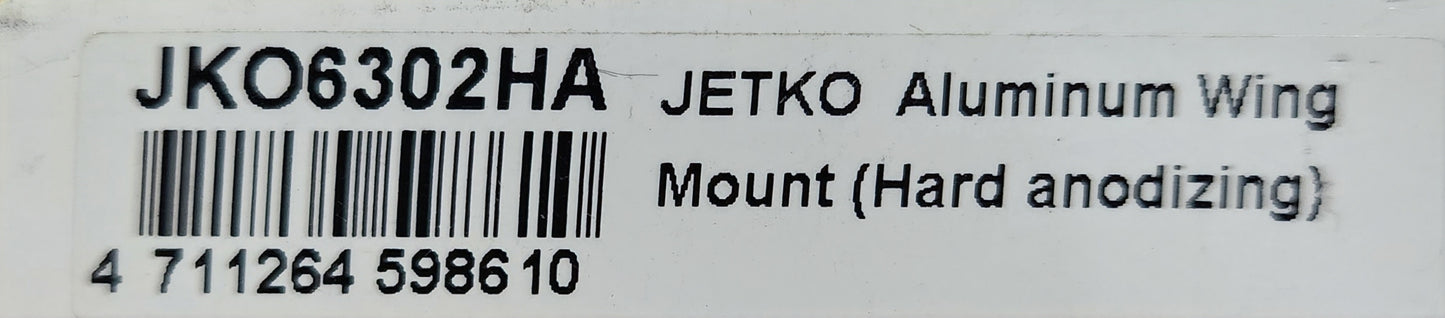 JKO6302HA
4 711264 598610
JETKO Aluminum Wing
Mount (Hard anodizing)